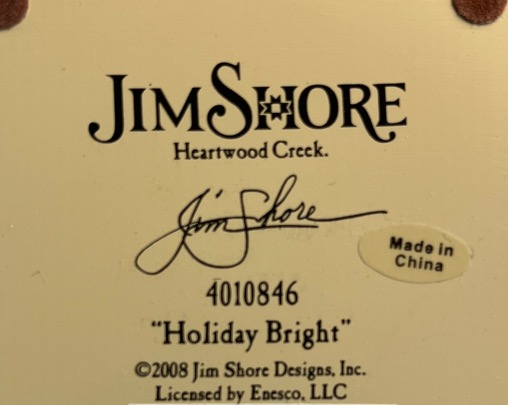 JIM SHORE
Heartwood Creek.
Jim Shore
Made in
China
4010846
"Holiday Bright"
©2008 Jim Shore Designs, Inc.
Licensed by Enesco, LLC